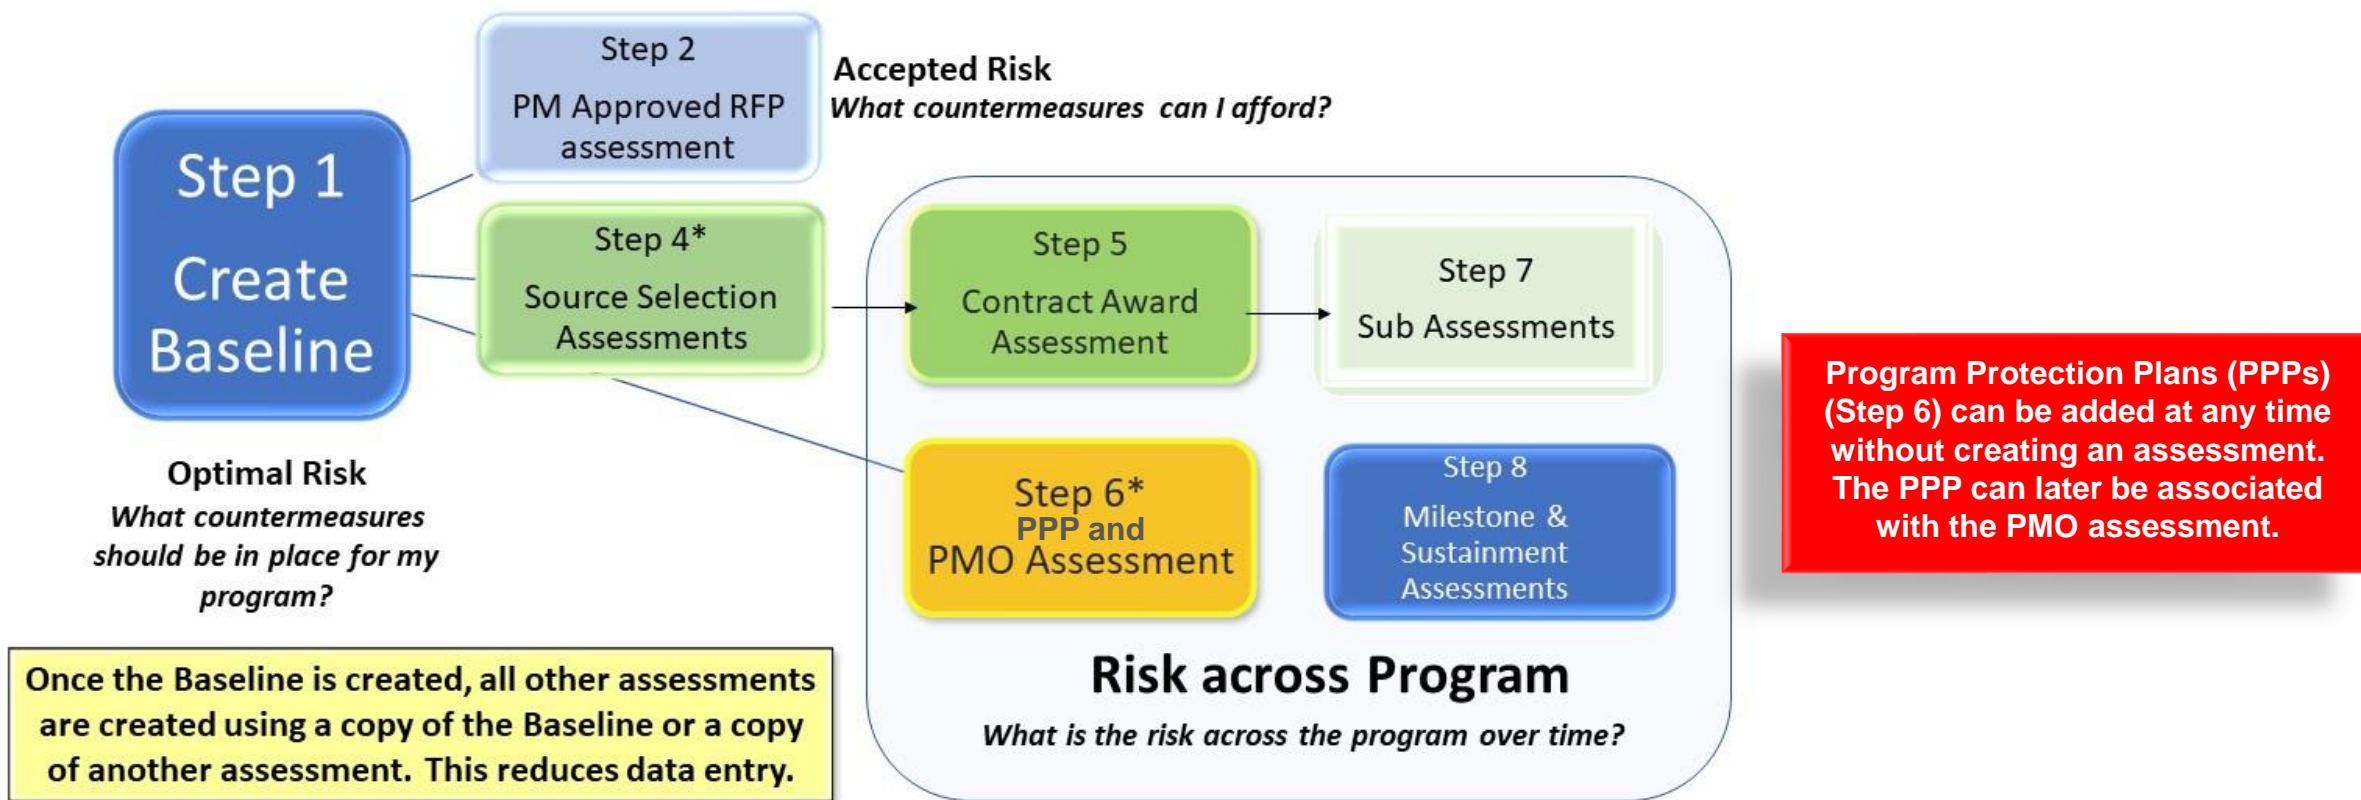 Step 1
Create
Baseline
Optimal Risk
What countermeasures
should be in place for my
program?
Step 2
PM Approved RFP
assessment
Accepted Risk
What countermeasures can I afford?
Step 4*
Source Selection
Assessments
Step 5
Contract Award
Assessment
Step 7
Sub Assessments
Step 6*
PPP and
PMO Assessment
Step 8
Milestone &
Sustainment
Assessments
Risk across Program
What is the risk across the program over time?
Program Protection Plans (PPPs)
(Step 6) can be added at any time
without creating an assessment.
The PPP can later be associated
with the PMO assessment.
Once the Baseline is created, all other assessments
are created using a copy of the Baseline or a copy
of another assessment. This reduces data entry.